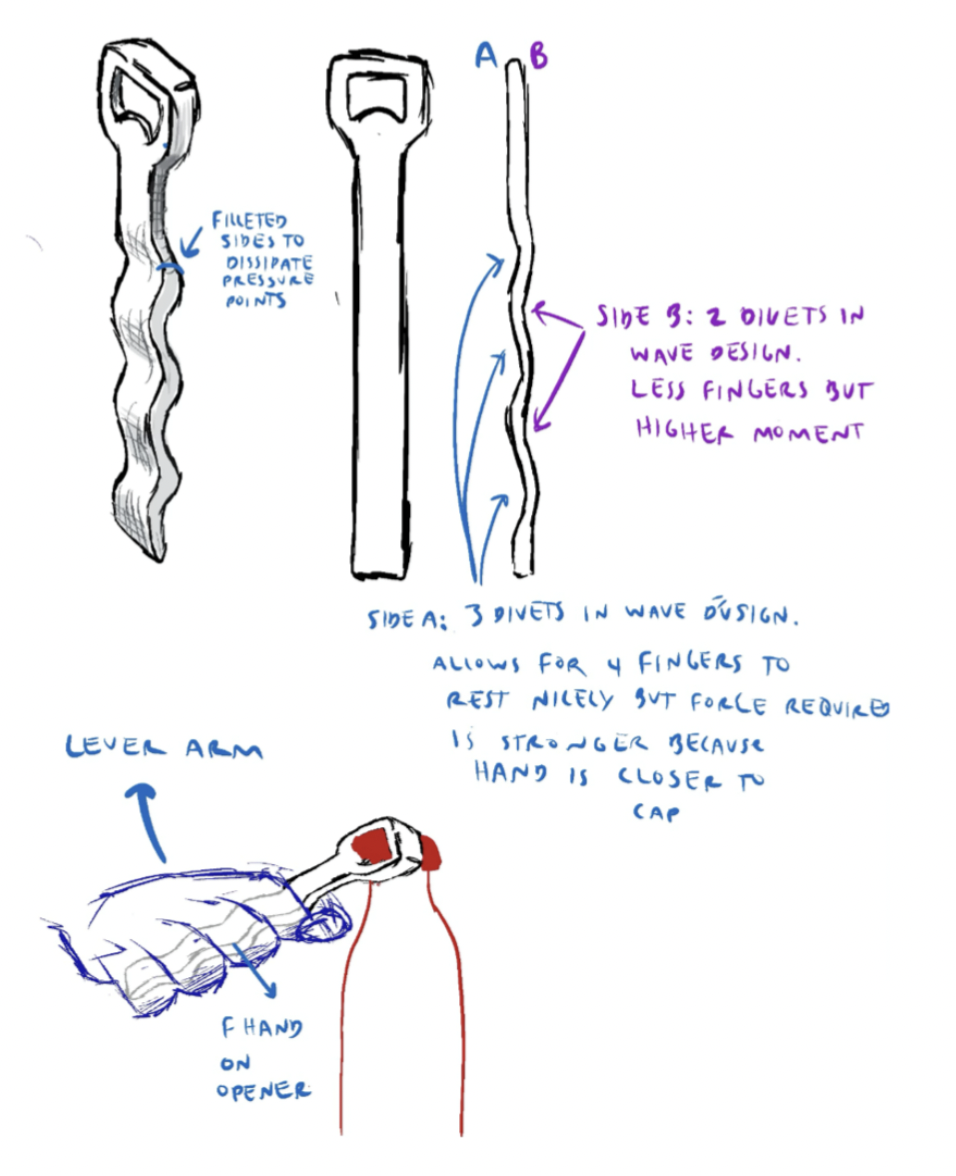 A B
FILLETED
SIDES TO
DISSIPATE
PRESSURE
POINTS
SIDE B: 2 DIVETS IN
WAVE DESIGN.
LESS FINGERS BUT
HIGHER MOMENT
SIDE A: 3 DIVETS IN WAVE DESIGN.
ALLOWS FOR 4 FINGERS TO
REST NICELY BUT FORCE REQUIRED
IS STRONGER BECAUSE
HAND IS CLOSER TO
CAP
LEVER ARM
F HAND
ON
OPENER